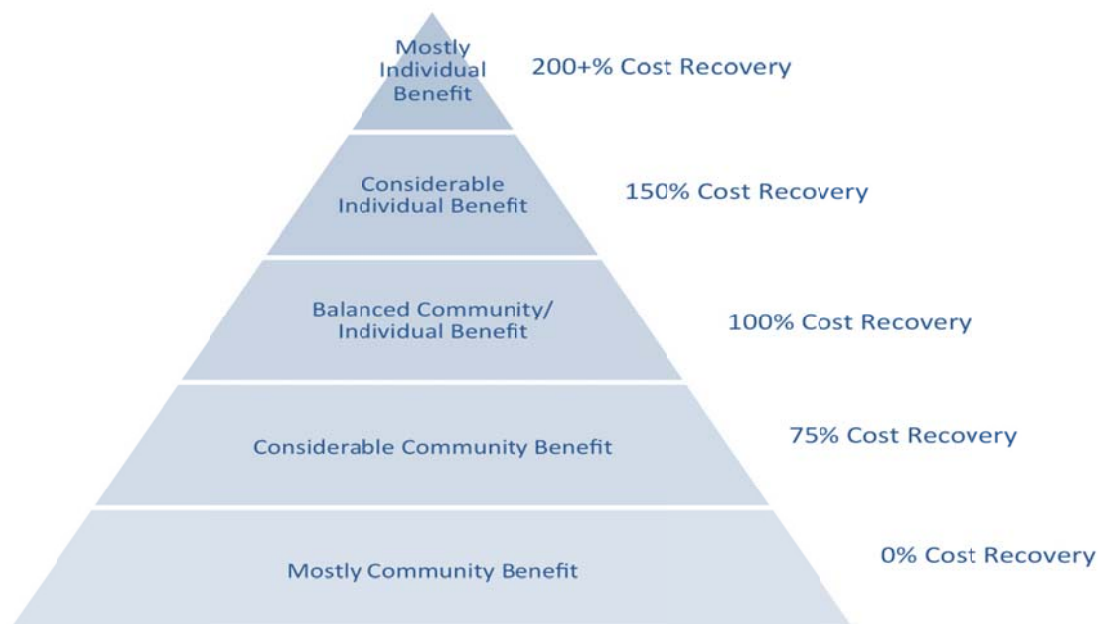 Mostly
Individual
Benefit
200+% Cost Recovery
Considerable
Individual Benefit
150% Cost Recovery
Balanced Community/
Individual Benefit
100% Cost Recovery
Considerable Community Benefit
75% Cost Recovery
Mostly Community Benefit
0% Cost Recovery